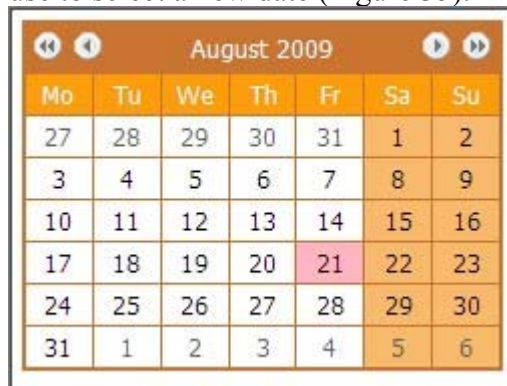 August 2009
Mo Tu We Th Fr Sa Su
27 28 29 30 31 1 2
3 4 5 6 7 8 9
10 11 12 13 14 15 16
17 18 19 20 21 22 23
24 25 26 27 28 29 30
31 1 2 3 4 5 6